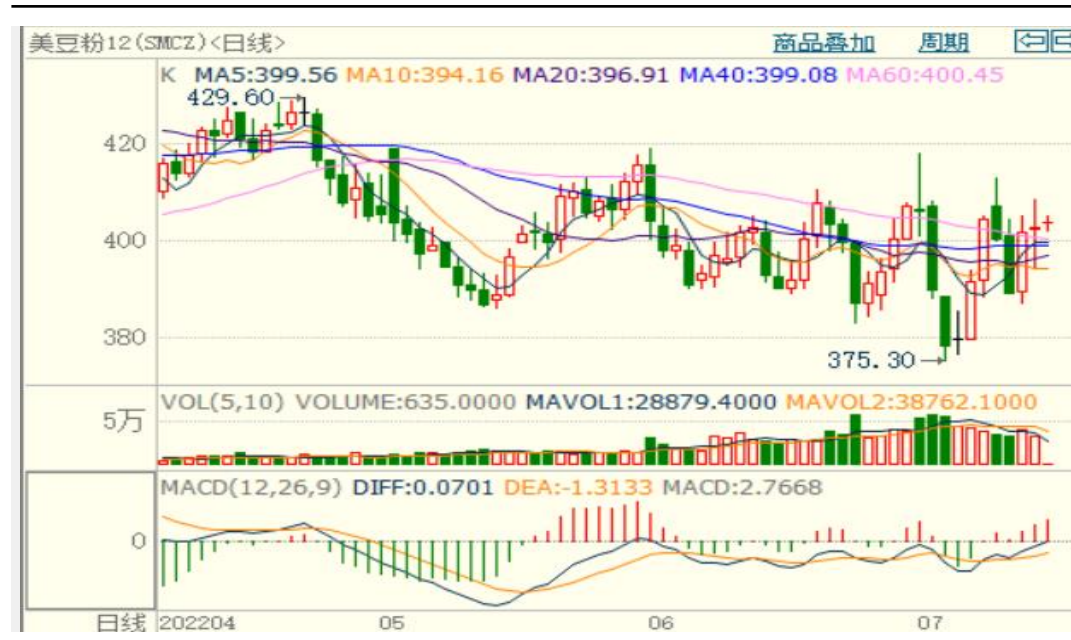 美豆粉12(SMCZ)<日线> 商品叠加 周期
K MA5:399.56 MA10:394.16 MA20:396.91 MA40:399.08 MA60:400.45
429.60
420
400
380
375.30
VOL(5,10) VOLUME:635.0000 MAVOL1:28879.4000 MAVOL2:38762.1000
5万
MACD(12,26,9) DIFF:0.0701 DEA:-1.3133 MACD:2.7668
0
日线 202204 05 06 07